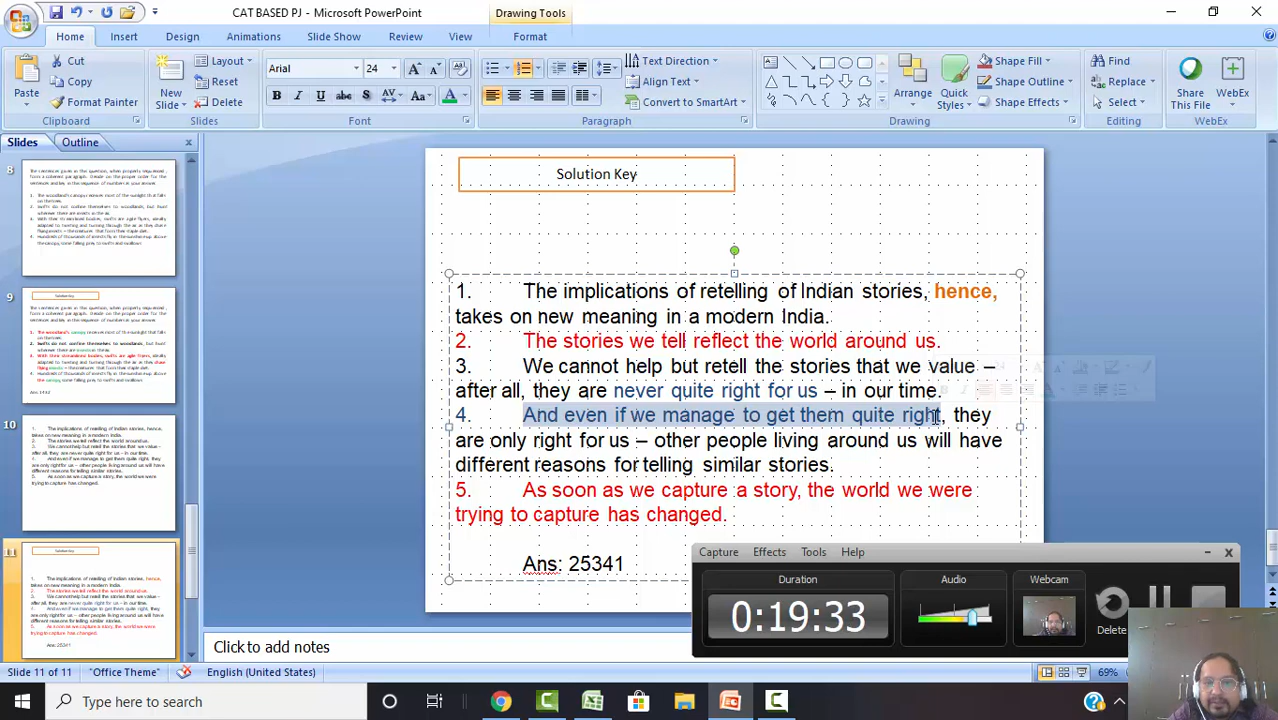 CAT BASED PJ - Microsoft PowerPoint
Drawing Tools
Home Insert Design Animations Slide Show Review View Format
Paste
Cut
Copy
Format Painter
Clipboard
New Slide
Layout
Reset
Delete
Slides
Arial 24
B I U abc S AV Aa A
Font
Text Direction
Align Text
Convert to SmartArt
Paragraph
Arrange
Quick Styles
Shape Fill
Shape Outline
Shape Effects
Drawing
Find
Replace
Select
Editing
Share This File
WebEx
WebEx
Slides Outline
8
9
10
11
Solution Key
1. The implications of retelling of Indian stories, hence,
takes on new meaning in a modern India.
2. The stories we tell reflect the world around us.
3. We cannot help but retell the stories that we value –
after all, they are never quite right for us – in our time.
4. And even if we manage to get them quite right, they
are only right for us – other people living around us will have
different reasons for telling similar stories.
5. As soon as we capture a story, the world we were
trying to capture has changed.
Ans: 25341
Capture Effects Tools Help
Duration
Audio
Webcam
Delete
Click to add notes
Slide 11 of 11 "Office Theme" English (United States) 69%
Type here to search